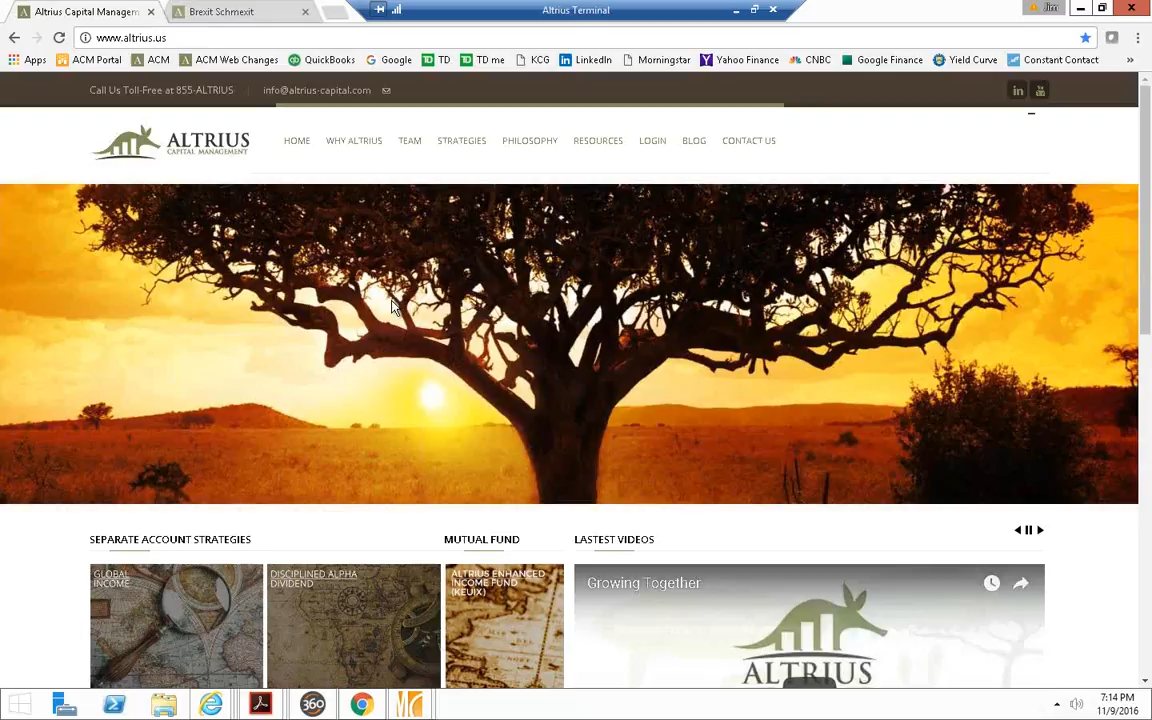 Altrius Terminal
Altrius Capital Managem
Brexit Schmexit
Jim
www.altrius.us
Apps
ACM Portal
ACM
ACM Web Changes
QuickBooks
Google
TD
TD me
KCG
LinkedIn
Morningstar
Yahoo Finance
CNBC
Google Finance
Yield Curve
Constant Contact
»
Call Us Toll-Free at 855-ALTRIUS
info@altrius-capital.com
ALTRIUS
CAPITAL MANAGEMENT
HOME
WHY ALTRIUS
TEAM
STRATEGIES
PHILOSOPHY
RESOURCES
LOGIN
BLOG
CONTACT US
SEPARATE ACCOUNT STRATEGIES
MUTUAL FUND
LASTEST VIDEOS
GLOBAL
INCOME
DISCIPLINED ALPHA
DIVIDEND
ALTRIUS ENHANCED
INCOME FUND
(KEUIX)
Growing Together
ALTRIUS
360
7:14 PM
11/9/2016